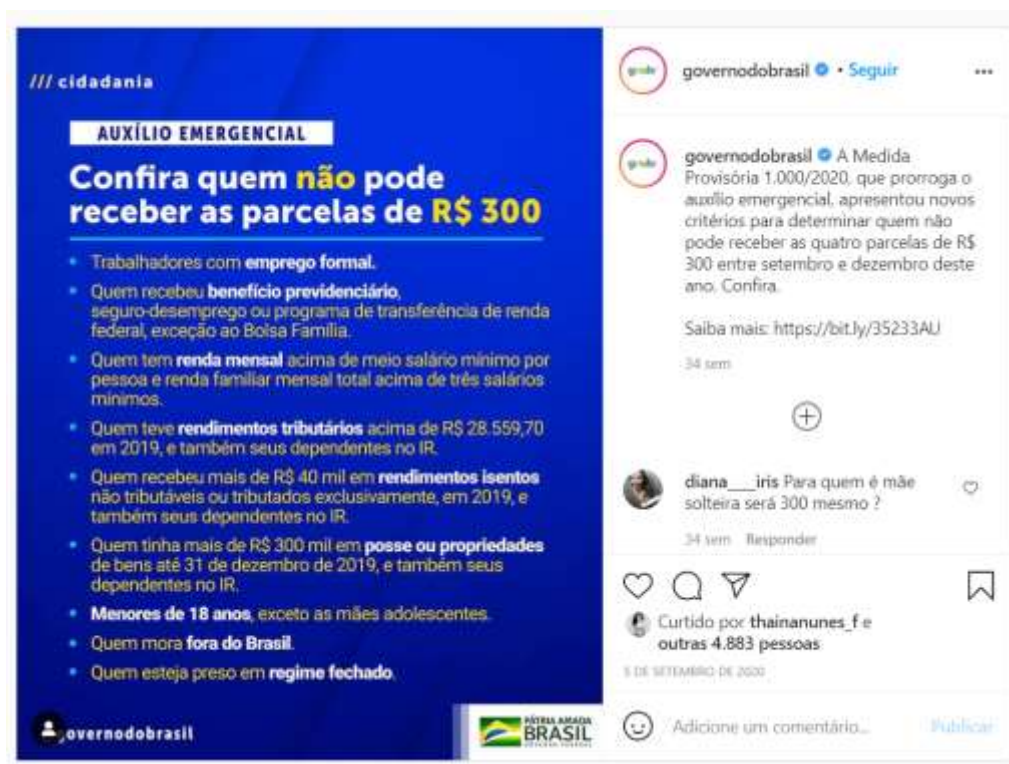 /// cidadania
AUXÍLIO EMERGENCIAL
Confira quem não pode
receber as parcelas de R$ 300
• Trabalhadores com emprego formal.
• Quem recebeu benefício previdenciário,
seguro-desemprego ou programa de transferência de renda
federal, exceção ao Bolsa Família.
• Quem tem renda mensal acima de meio salário mínimo por
pessoa e renda familiar mensal total acima de três salários
mínimos.
• Quem teve rendimentos tributários acima de R$ 28.559,70
em 2019, e também seus dependentes no IR.
• Quem recebeu mais de R$ 40 mil em rendimentos isentos
não tributáveis ou tributados exclusivamente, em 2019, e
também seus dependentes no IR.
• Quem tinha mais de R$ 300 mil em posse ou propriedades
de bens até 31 de dezembro de 2019, e também seus
dependentes no IR.
• Menores de 18 anos, exceto as mães adolescentes.
• Quem mora fora do Brasil.
• Quem esteja preso em regime fechado.
governodobrasil
PÁTRIA AMADA
BRASIL
GOVERNO FEDERAL
governodobrasil • Seguir
governodobrasil A Medida
Provisória 1.000/2020, que prorroga o
auxílio emergencial, apresentou novos
critérios para determinar quem não
pode receber as quatro parcelas de R$
300 entre setembro e dezembro deste
ano. Confira.
Saiba mais: https://bit.ly/35233AU
34 sem
diana___iris Para quem é mãe
solteira será 300 mesmo ?
34 sem Responder
Curtido por thainanunes_f e
outras 4.883 pessoas
5 DE SETEMBRO DE 2020
Adicione um comentário... Publicar